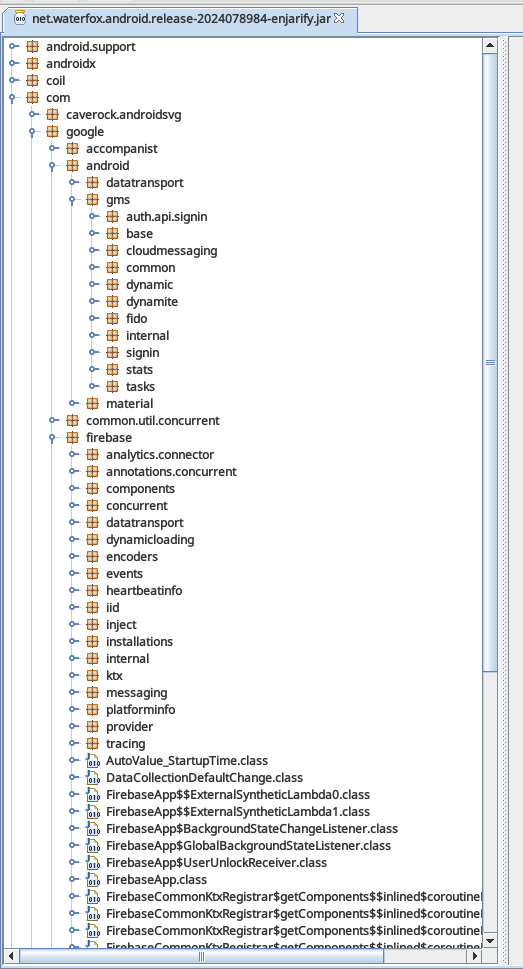 net.waterfox.android.release-2024078984-enjarify.jar
android.support
androidx
coil
com
caverock.androidsvg
google
accompanist
android
datatransport
gms
auth.api.signin
base
cloudmessaging
common
dynamic
dynamite
fido
internal
signin
stats
tasks
material
common.util.concurrent
firebase
analytics.connector
annotations.concurrent
components
concurrent
datatransport
dynamicloading
encoders
events
heartbeatinfo
iid
inject
installations
internal
ktx
messaging
platforminfo
provider
tracing
AutoValue_StartupTime.class
DataCollectionDefaultChange.class
FirebaseApp$$ExternalSyntheticLambda0.class
FirebaseApp$$ExternalSyntheticLambda1.class
FirebaseApp$BackgroundStateChangeListener.class
FirebaseApp$GlobalBackgroundStateListener.class
FirebaseApp$UserUnlockReceiver.class
FirebaseApp.class
FirebaseCommonKtxRegistrar$getComponents$$inlined$coroutine
FirebaseCommonKtxRegistrar$getComponents$$inlined$coroutine
FirebaseCommonKtxRegistrar$getComponents$$inlined$coroutine
FirebaseCommonKtxRegistrar$getComponents$$inlined$coroutine